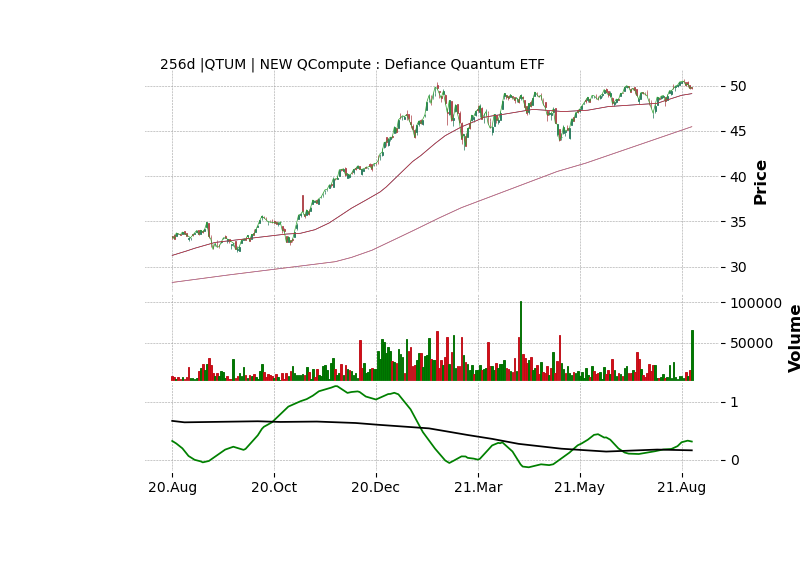 256d |QTUM | NEW QCompute : Defiance Quantum ETF
50
45
40
35
30
Price
100000
50000
Volume
1
0
20.Aug 20.Oct 20.Dec 21.Mar 21.May 21.Aug